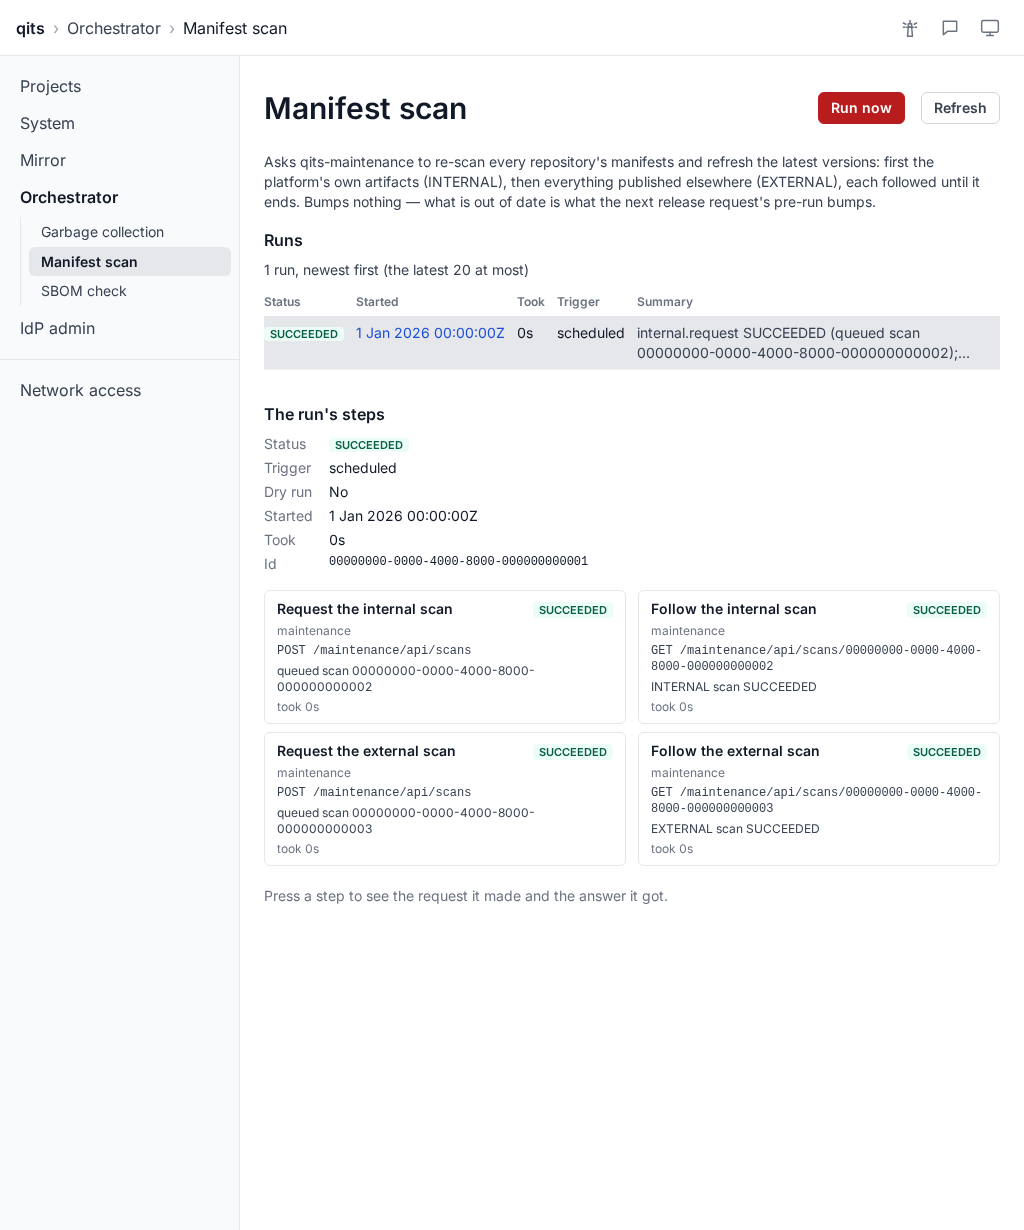 qits › Orchestrator › Manifest scan
Projects
System
Mirror
Orchestrator
Garbage collection
Manifest scan
SBOM check
IdP admin
Network access
Manifest scan
Run now
Refresh
Asks qits-maintenance to re-scan every repository's manifests and refresh the latest versions: first the
platform's own artifacts (INTERNAL), then everything published elsewhere (EXTERNAL), each followed until it
ends. Bumps nothing — what is out of date is what the next release request's pre-run bumps.
Runs
1 run, newest first (the latest 20 at most)
Status Started Took Trigger Summary
SUCCEEDED 1 Jan 2026 00:00:00Z 0s scheduled internal.request SUCCEEDED (queued scan
00000000-0000-4000-8000-000000000002);...
The run's steps
Status SUCCEEDED
Trigger scheduled
Dry run No
Started 1 Jan 2026 00:00:00Z
Took 0s
Id 00000000-0000-4000-8000-000000000001
Request the internal scan SUCCEEDED
maintenance
POST /maintenance/api/scans
queued scan 00000000-0000-4000-8000-
000000000002
took 0s
Follow the internal scan SUCCEEDED
maintenance
GET /maintenance/api/scans/00000000-0000-4000-
8000-000000000002
INTERNAL scan SUCCEEDED
took 0s
Request the external scan SUCCEEDED
maintenance
POST /maintenance/api/scans
queued scan 00000000-0000-4000-8000-
000000000003
took 0s
Follow the external scan SUCCEEDED
maintenance
GET /maintenance/api/scans/00000000-0000-4000-
8000-000000000003
EXTERNAL scan SUCCEEDED
took 0s
Press a step to see the request it made and the answer it got.